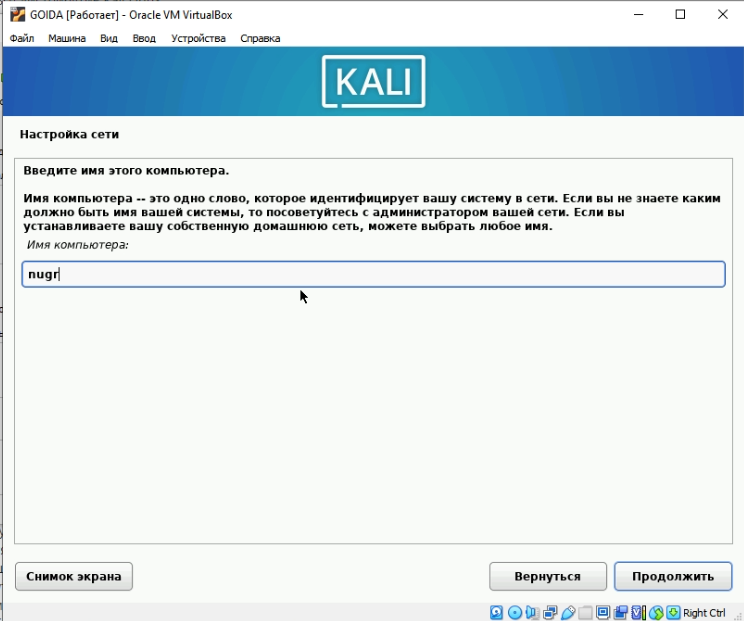 GOIDA [Работает] - Oracle VM VirtualBox
Файл Машина Вид Ввод Устройства Справка
KALI
Настройка сети
Введите имя этого компьютера.
Имя компьютера -- это одно слово, которое идентифицирует вашу систему в сети. Если вы не знаете каким
должно быть имя вашей системы, то посоветуйтесь с администратором вашей сети. Если вы
устанавливаете вашу собственную домашнюю сеть, можете выбрать любое имя.
Имя компьютера:
nugr
Снимок экрана Вернуться Продолжить
Right Ctrl